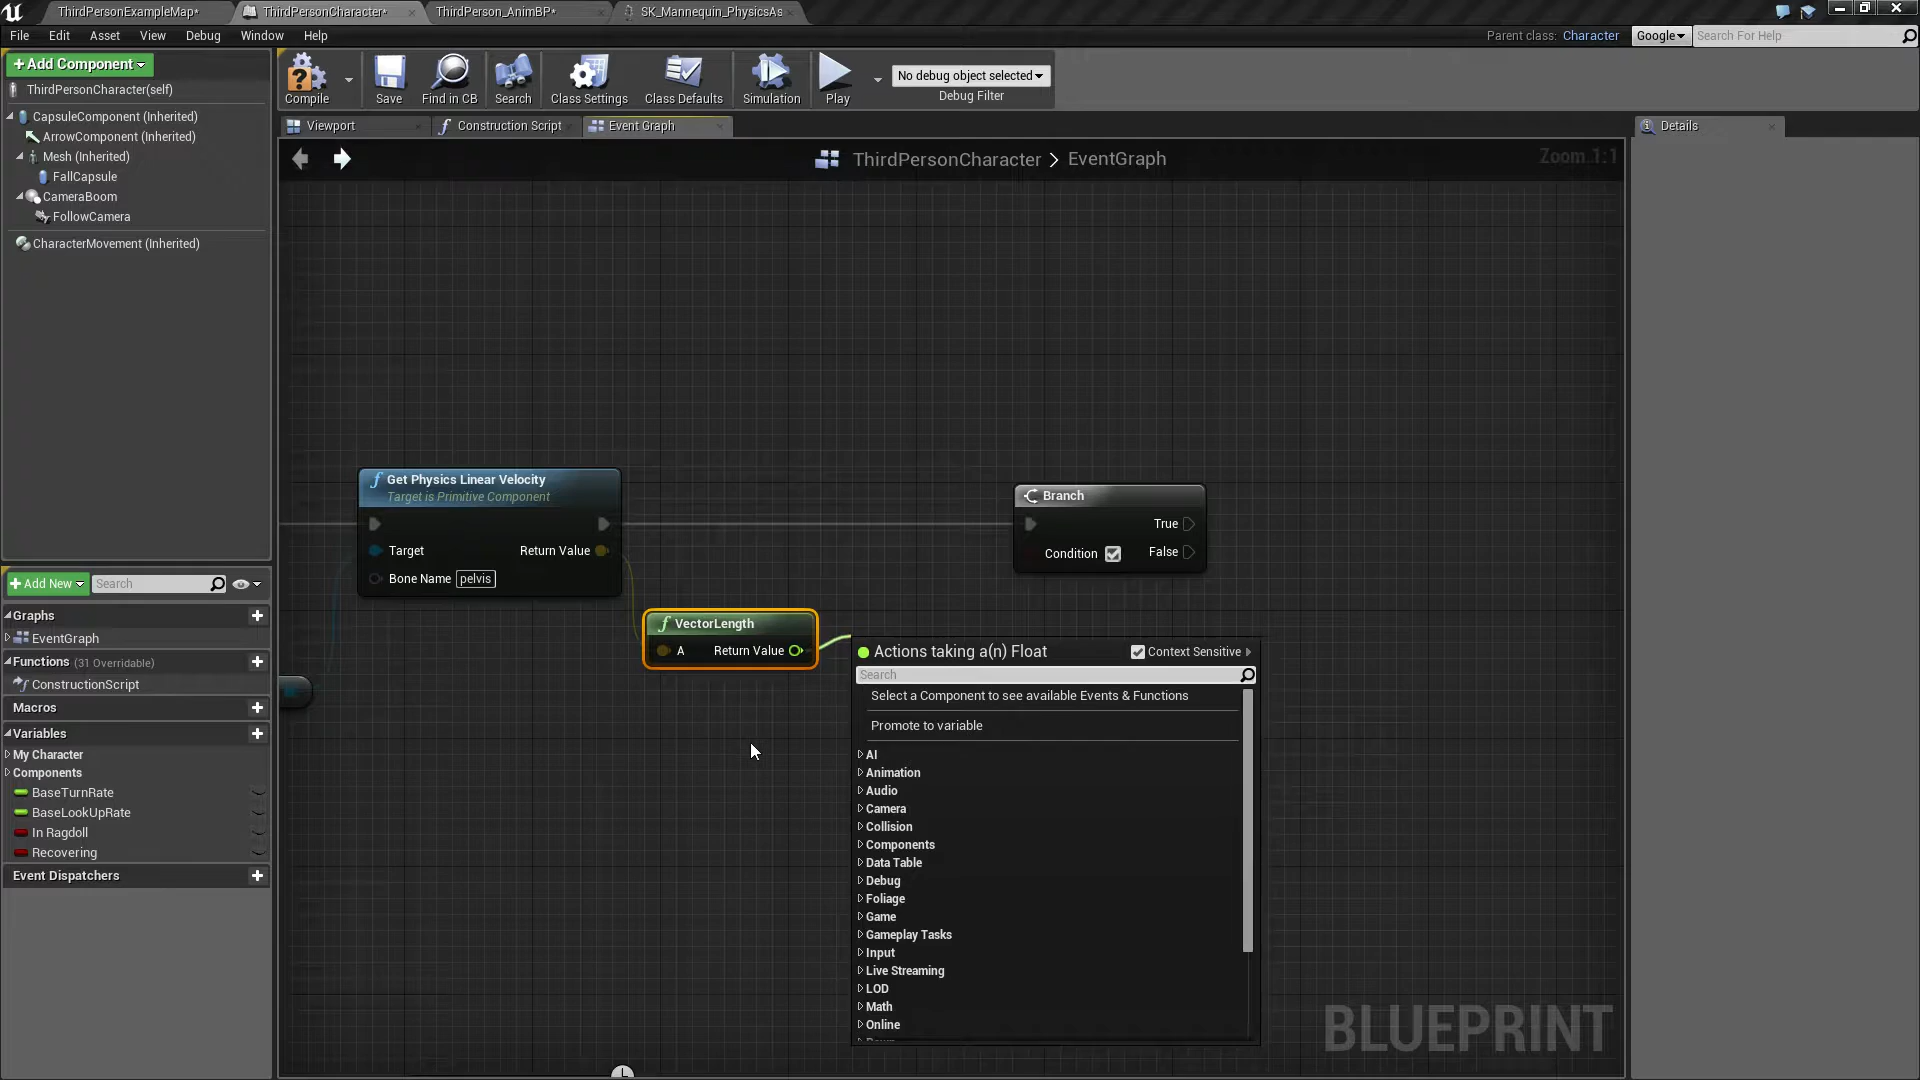 ThirdPersonExampleMap*
ThirdPersonCharacter*
ThirdPerson_AnimBP*
SK_Mannequin_PhysicsAs
File Edit Asset View Debug Window Help
Parent class: Character
Google
Search For Help
+Add Component
ThirdPersonCharacter(self)
CapsuleComponent (Inherited)
ArrowComponent (Inherited)
Mesh (Inherited)
FallCapsule
CameraBoom
FollowCamera
CharacterMovement (Inherited)
Compile
Save
Find in CB
Search
Class Settings
Class Defaults
Simulation
Play
No debug object selected
Debug Filter
Viewport
Construction Script
Event Graph
ThirdPersonCharacter > EventGraph
Zoom 1:1
Details
Get Physics Linear Velocity
Target is Primitive Component
Target
Return Value
Bone Name pelvis
VectorLength
A
Return Value
Branch
True
Condition
False
Actions taking a(n) Float
Context Sensitive
Search
Select a Component to see available Events & Functions
Promote to variable
AI
Animation
Audio
Camera
Collision
Components
Data Table
Debug
Foliage
Game
Gameplay Tasks
Input
Live Streaming
LOD
Math
Online
+Add New
Search
Graphs
EventGraph
Functions (31 Overridable)
ConstructionScript
Macros
Variables
My Character
Components
BaseTurnRate
BaseLookUpRate
In Ragdoll
Recovering
Event Dispatchers
BLUEPRINT